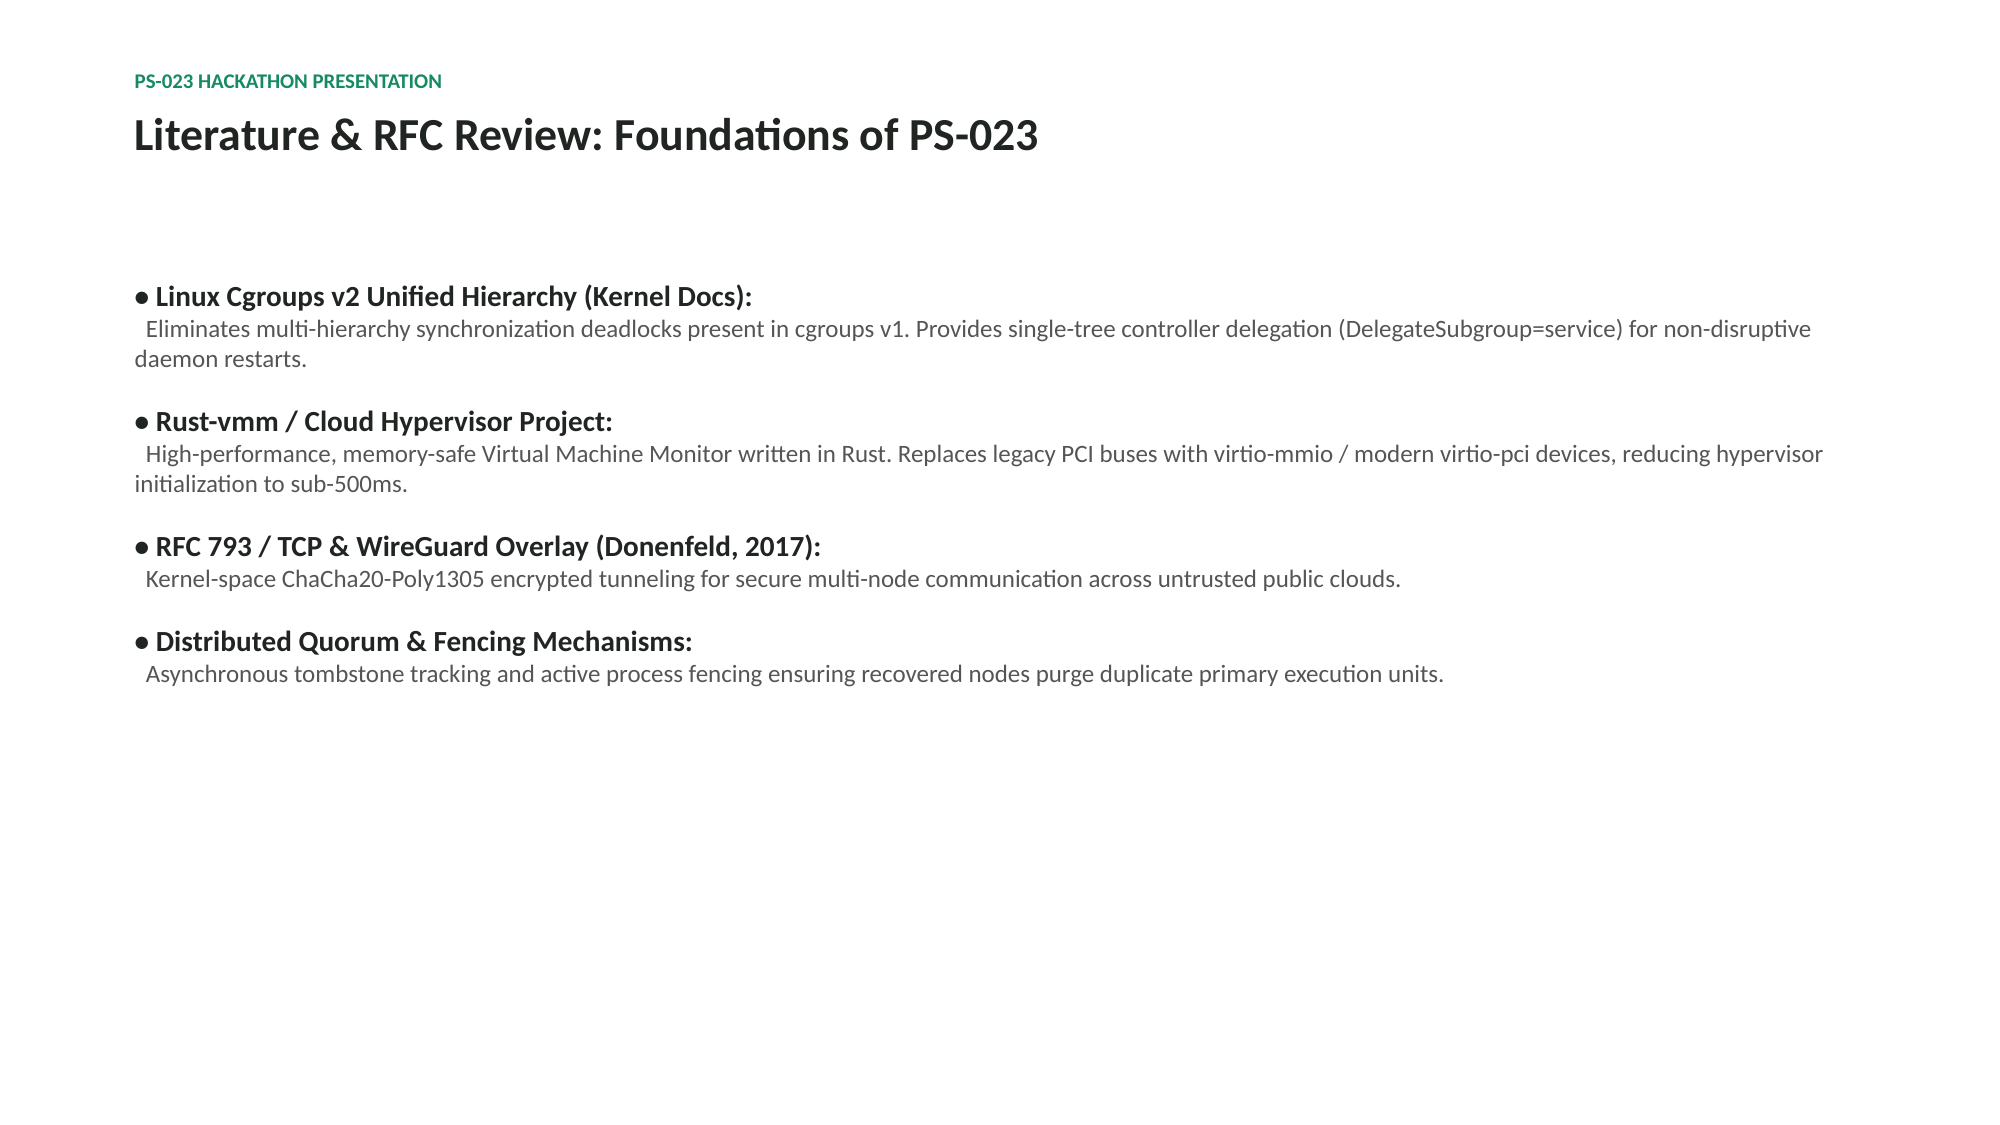 PS-023 HACKATHON PRESENTATION
Literature & RFC Review: Foundations of PS-023
● Linux Cgroups v2 Unified Hierarchy (Kernel Docs):
Eliminates multi-hierarchy synchronization deadlocks present in cgroups v1. Provides single-tree controller delegation (DelegateSubgroup=service) for non-disruptive
daemon restarts.
● Rust-vmm / Cloud Hypervisor Project:
High-performance, memory-safe Virtual Machine Monitor written in Rust. Replaces legacy PCI buses with virtio-mmio / modern virtio-pci devices, reducing hypervisor
initialization to sub-500ms.
● RFC 793 / TCP & WireGuard Overlay (Donenfeld, 2017):
Kernel-space ChaCha20-Poly1305 encrypted tunneling for secure multi-node communication across untrusted public clouds.
● Distributed Quorum & Fencing Mechanisms:
Asynchronous tombstone tracking and active process fencing ensuring recovered nodes purge duplicate primary execution units.